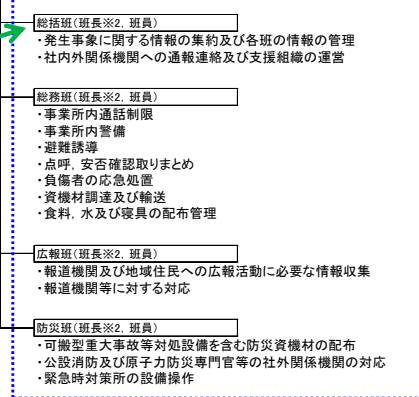 総括班(班長※2, 班員)
・発生事象に関する情報の集約及び各班の情報の管理
・社内外関係機関への通報連絡及び支援組織の運営
総務班(班長※2, 班員)
・事業所内通話制限
・事業所内警備
・避難誘導
・点呼, 安否確認取りまとめ
・負傷者の応急処置
・資機材調達及び輸送
・食料, 水及び寝具の配布管理
広報班(班長※2, 班員)
・報道機関及び地域住民への広報活動に必要な情報収集
・報道機関等に対する対応
防災班(班長※2, 班員)
・可搬型重大事故等対処設備を含む防災資機材の配布
・公設消防及び原子力防災専門官等の社外関係機関の対応
・緊急時対策所の設備操作